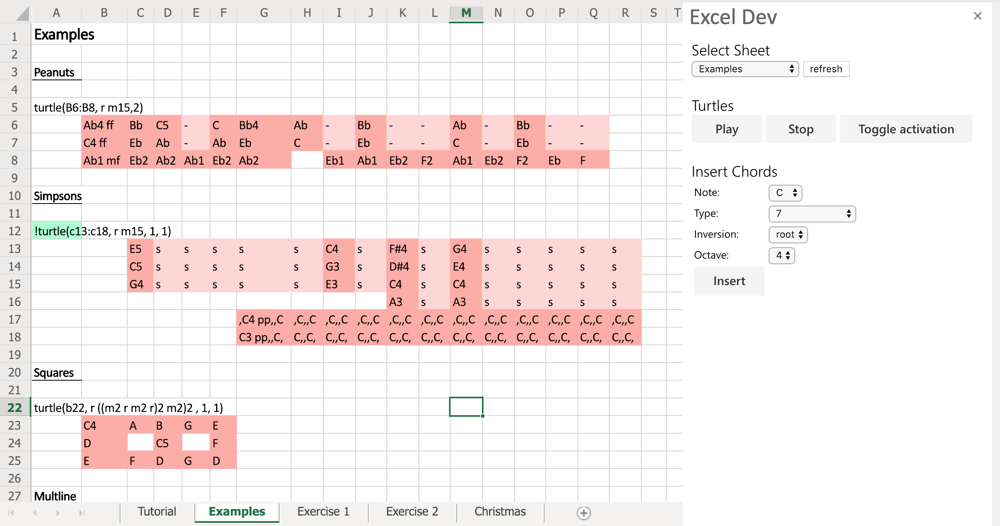 A B C D E F G H I J K L M N O P Q R S T
1 Examples
2
3 Peanuts
4
5 turtle(B6:B8, r m15,2)
6 Ab4 ff Bb C5 - C Bb4 Ab - Bb - - Ab - Bb - -
7 C4 ff Eb Ab - Ab Eb C - Eb - - C - Eb - -
8 Ab1 mf Eb2 Ab2 Ab1 Eb2 Ab2 Eb1 Ab1 Eb2 F2 Ab1 Eb2 F2 Eb F
9
10 Simpsons
11
12 !turtle(c13:c18, r m15, 1, 1)
13 E5 s s s s s C4 s F#4 s G4 s s s s s
14 C5 s s s s s G3 s D#4 s E4 s s s s s
15 G4 s s s s s E3 s C4 s C4 s s s s s
16 A3 s A3 s s s s s
17 ,C4 pp,,C ,C,,C ,C,,C ,C,,C ,C,,C ,C,,C ,C,,C ,C,,C ,C,,C ,C,,C ,C,,C ,C,,C
18 C3 pp,,C, C,,C, C,,C, C,,C, C,,C, C,,C, C,,C, C,,C, C,,C, C,,C, C,,C, C,,C,
19
20 Squares
21
22 turtle(b22, r ((m2 r m2 r)2 m2)2 , 1, 1)
23 C4 A B G E
24 D C5 F
25 E F D G D
26
27 Multline
Tutorial Examples Exercise 1 Exercise 2 Christmas
Excel Dev
Select Sheet
Examples refresh
Turtles
Play Stop Toggle activation
Insert Chords
Note: C
Type: 7
Inversion: root
Octave: 4
Insert